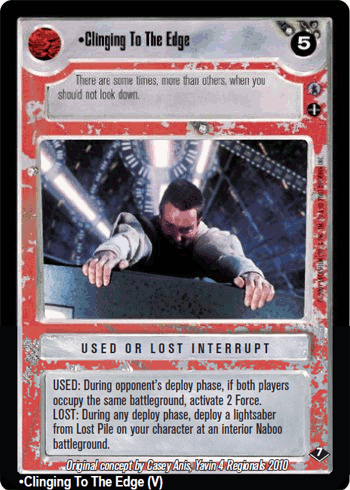 •Clinging To The Edge
5
There are some times, more than others, when you
should not look down.
USED OR LOST INTERRUPT
USED: During opponent's deploy phase, if both players
occupy the same battleground, activate 2 Force.
LOST: During any deploy phase, deploy a lightsaber
from Lost Pile on your character at an interior Naboo
battleground.
7
Original concept by Casey Anis, Yavin 4 Regionals 2010
•Clinging To The Edge (V)